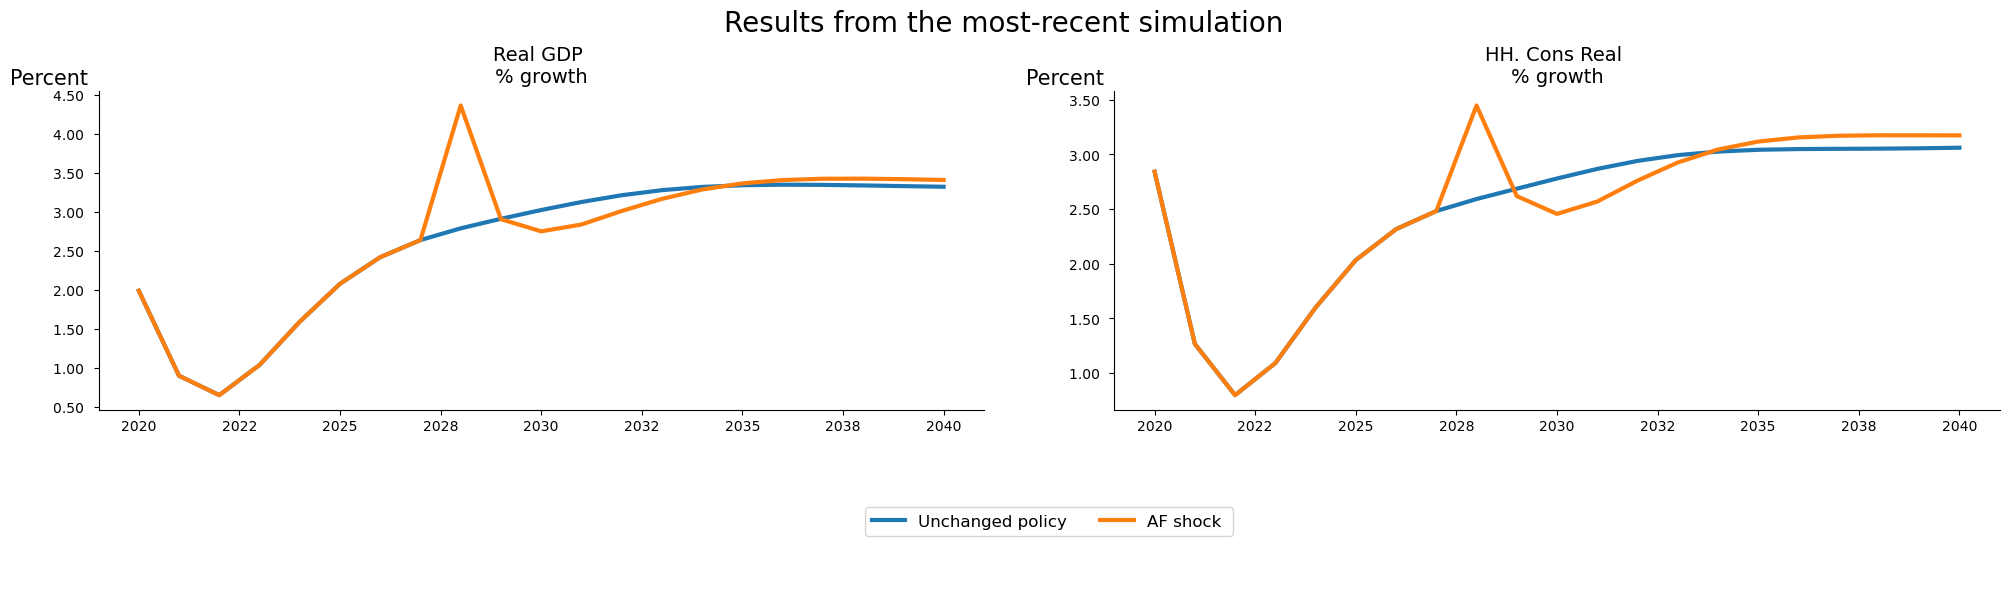 Results from the most-recent simulation
Real GDP
% growth
Percent
4.50
4.00
3.50
3.00
2.50
2.00
1.50
1.00
0.50
2020 2022 2025 2028 2030 2032 2035 2038 2040
HH. Cons Real
% growth
Percent
3.50
3.00
2.50
2.00
1.50
1.00
2020 2022 2025 2028 2030 2032 2035 2038 2040
Unchanged policy AF shock